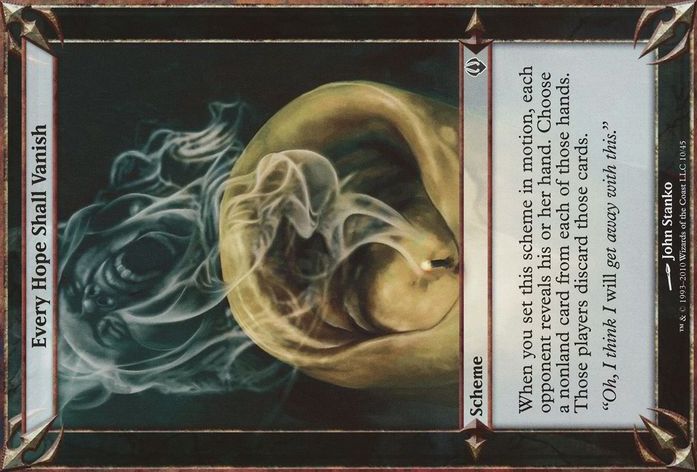 Every Hope Shall Vanish
Scheme
When you set this scheme in motion, each
opponent reveals his or her hand. Choose
a nonland card from each of those hands.
Those players discard those cards.
“Oh, I think I will get away with this.”
John Stanko
™ & © 1993–2010 Wizards of the Coast LLC 10/45